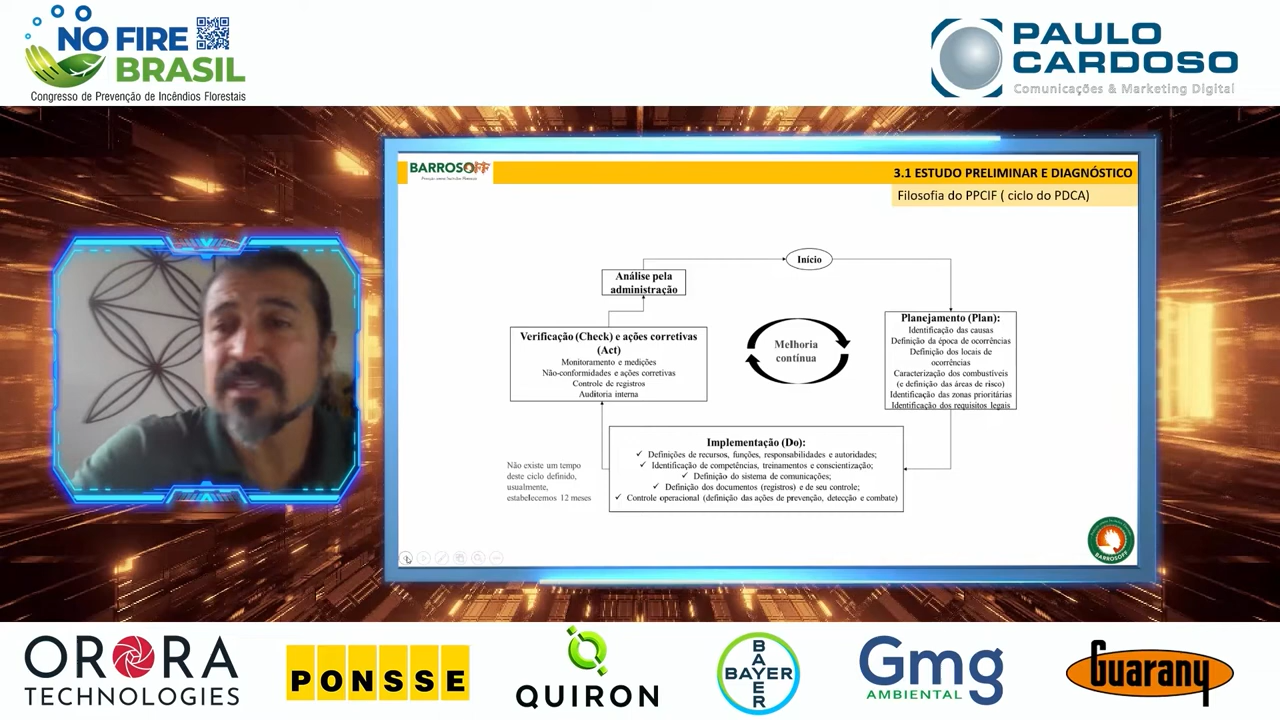 NO FIRE
BRASIL
Congresso de Prevenção de Incêndios Florestais
PAULO
CARDOSO
Comunicações & Marketing Digital
BARROSOFF
3.1 ESTUDO PRELIMINAR E DIAGNÓSTICO
Filosofia do PPCIF ( ciclo do PDCA)
Início
Análise pela
administração
Planejamento (Plan):
Identificação das causas
Definição da época de ocorrências
Definição dos locais de
ocorrências
Caracterização dos combustíveis
(e definição das áreas de risco)
Identificação das zonas prioritárias
Identificação dos requisitos legais
Verificação (Check) e ações corretivas
(Act)
Monitoramento e medições
Não-conformidades e ações corretivas
Controle de registros
Auditoria interna
Melhoria
contínua
Implementação (Do):
✓ Definições de recursos, funções, responsabilidades e autoridades;
✓ Identificação de competências, treinamentos e conscientização;
✓ Definição do sistema de comunicações;
✓ Definição dos documentos (registros) e de seu controle;
✓ Controle operacional (definição das ações de prevenção, detecção e combate)
Não existe um tempo
deste ciclo definido,
usualmente,
estabelecemos 12 meses
BARROSOFF
ORORA
TECHNOLOGIES
PONSSE
QUIRON
BAYER
BAYER
Gmg
AMBIENTAL
Guarany